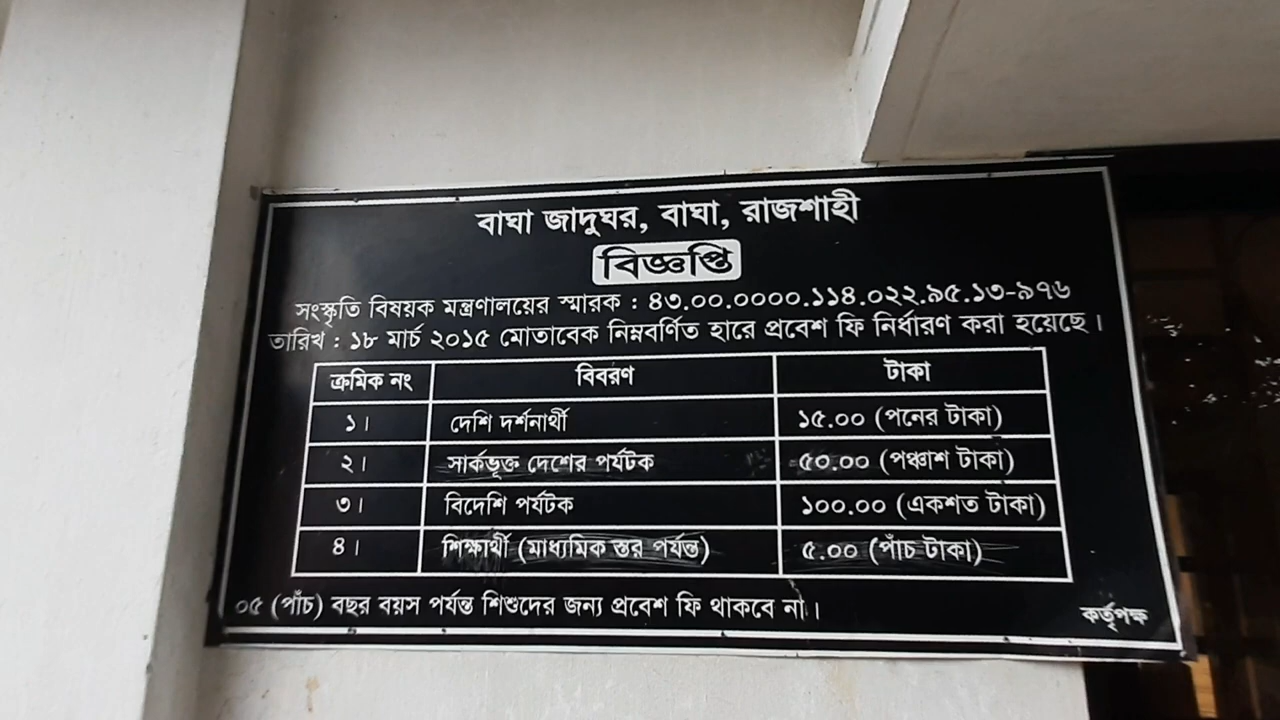 বাঘা জাদুঘর, বাঘা, রাজশাহী
বিজ্ঞপ্তি
সংস্কৃতি বিষয়ক মন্ত্রণালয়ের স্মারক : ৪৩.০০.০০০০.১১৪.০২২.৯৫.১৩-৯৭৬
তারিখ : ১৮ মার্চ ২০১৫ মোতাবেক নিম্নবর্ণিত হারে প্রবেশ ফি নির্ধারণ করা হয়েছে।
ক্রমিক নং বিবরণ টাকা
১। দেশি দর্শনার্থী ১৫.০০ (পনের টাকা)
২। সার্কভূক্ত দেশের পর্যটক ৫০.০০ (পঞ্চাশ টাকা)
৩। বিদেশি পর্যটক ১০০.০০ (একশত টাকা)
৪। শিক্ষার্থী (মাধ্যমিক স্তর পর্যন্ত) ৫.০০ (পাঁচ টাকা)
০৫ (পাঁচ) বছর বয়স পর্যন্ত শিশুদের জন্য প্রবেশ ফি থাকবে না।
কর্তৃপক্ষ